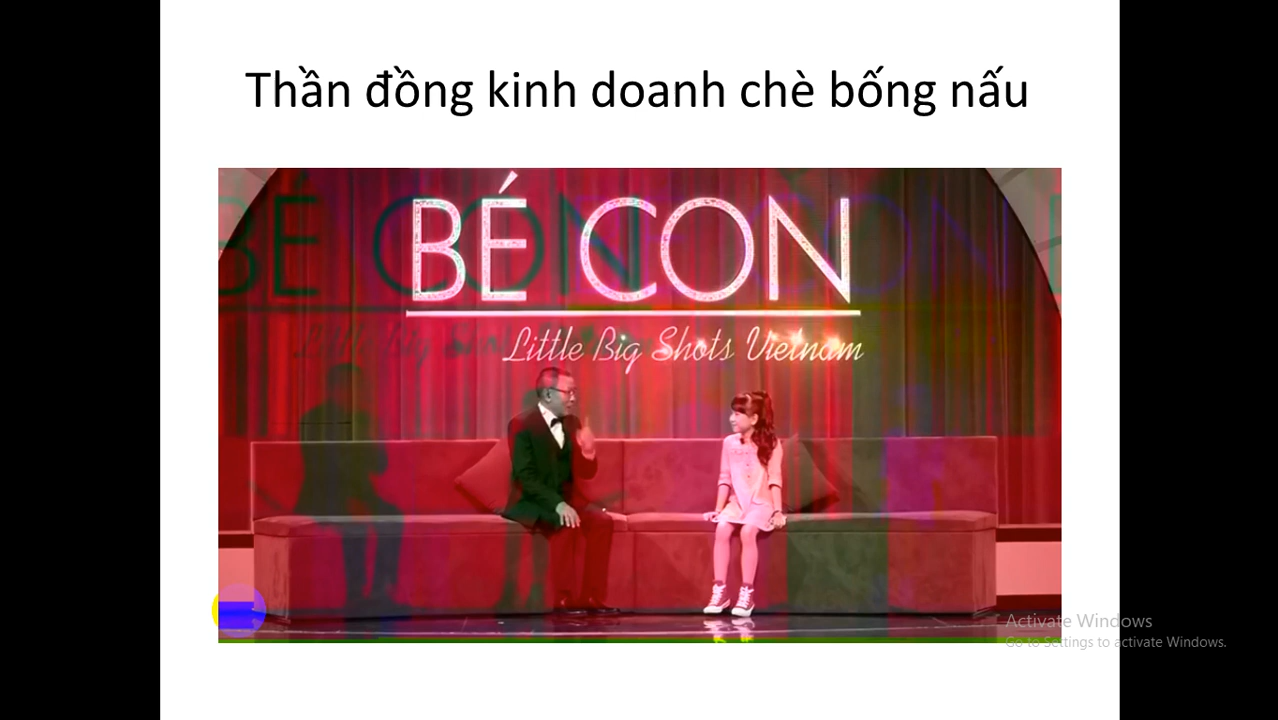 Thần đồng kinh doanh chè bống nấu
BÉ CON
Little Big Shots Vietnam
Activate Windows
Go to Settings to activate Windows.